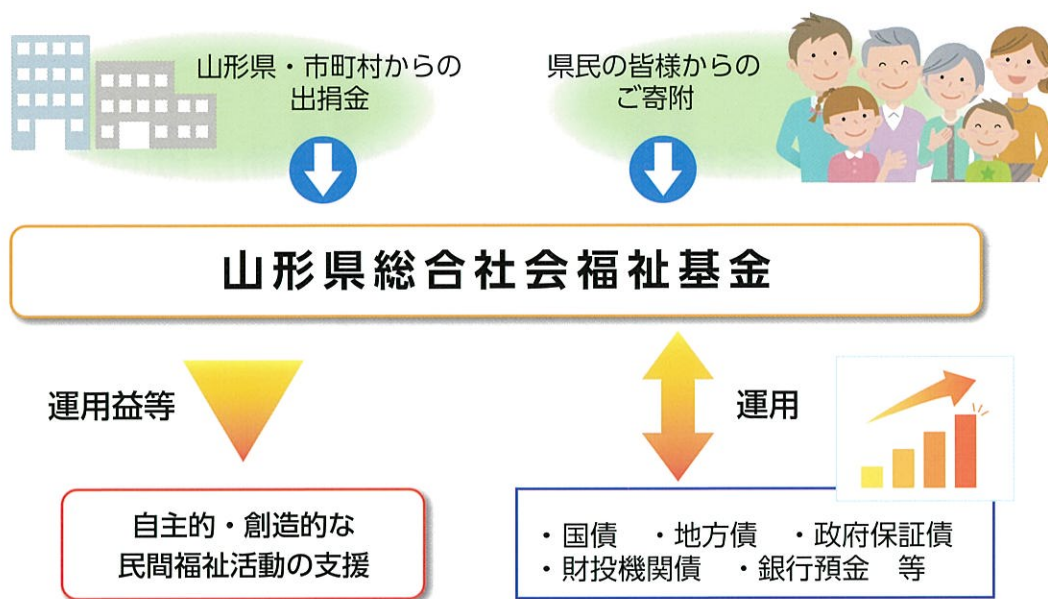 山形県・市町村からの
出捐金
県民の皆様からの
ご寄附
山形県総合社会福祉基金
運用益等
運用
自主的・創造的な
民間福祉活動の支援
・国債　・地方債　・政府保証債
・財投機関債　・銀行預金　等